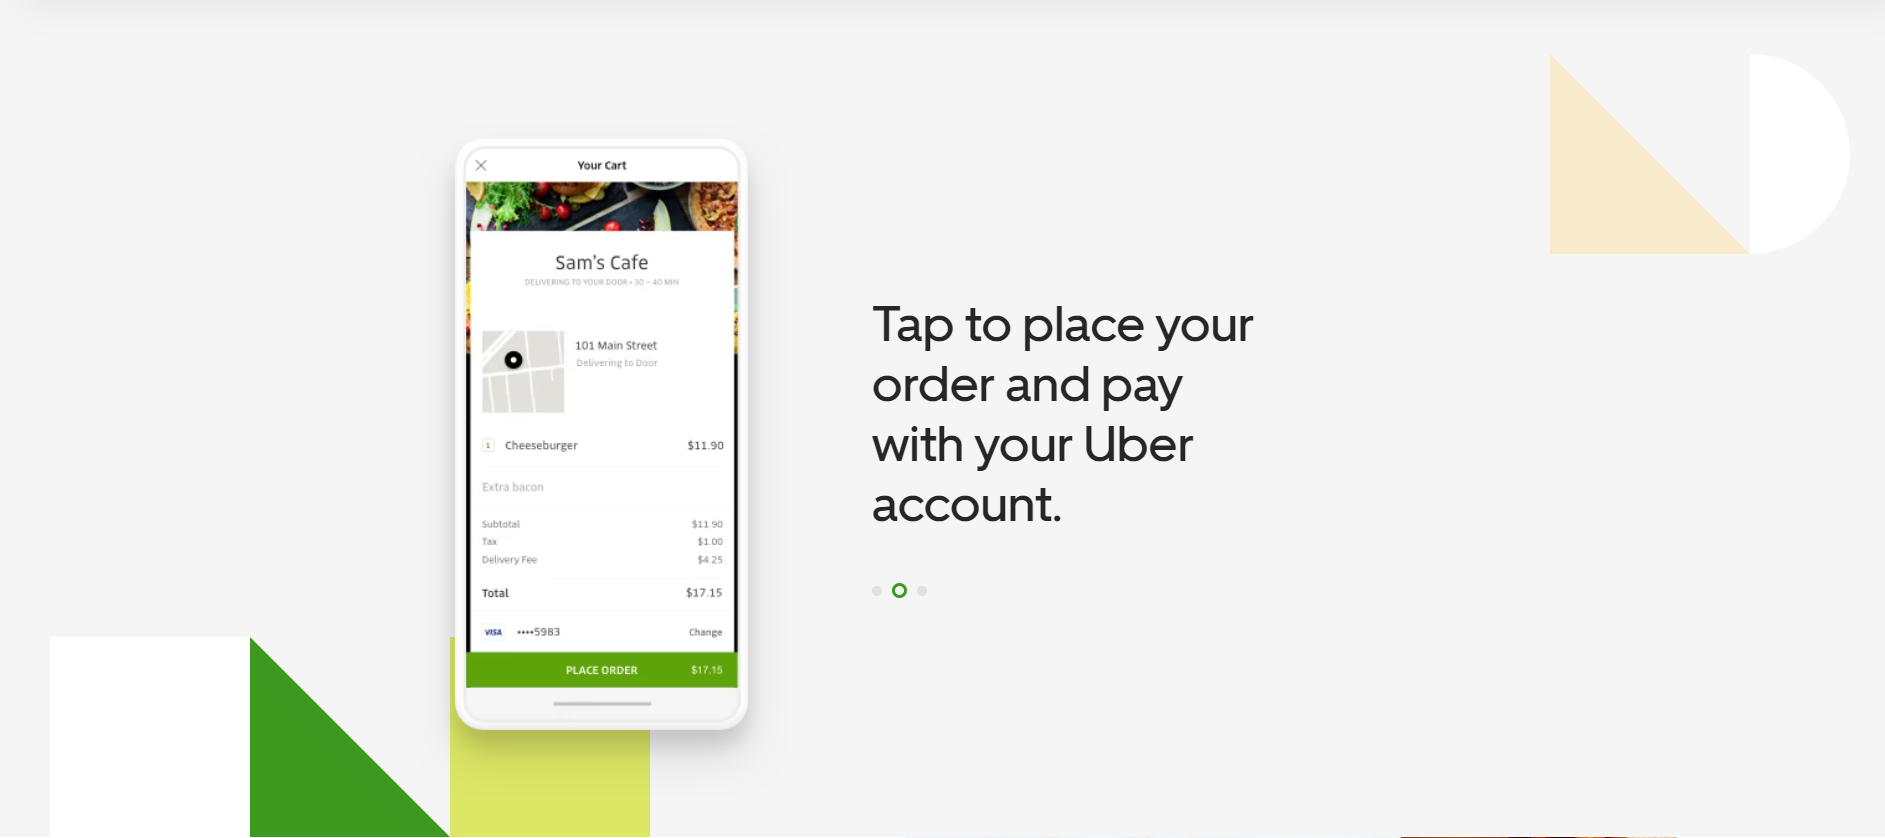 Your Cart
Sam's Cafe
DELIVERING TO YOUR DOOR • 30 – 40 MIN
101 Main Street
Delivering to Door
1 Cheeseburger $11.90
Extra bacon
Subtotal $11.90
Tax $1.00
Delivery Fee $4.25
Total $17.15
VISA ••••5983 Change
PLACE ORDER $17.15
Tap to place your
order and pay
with your Uber
account.